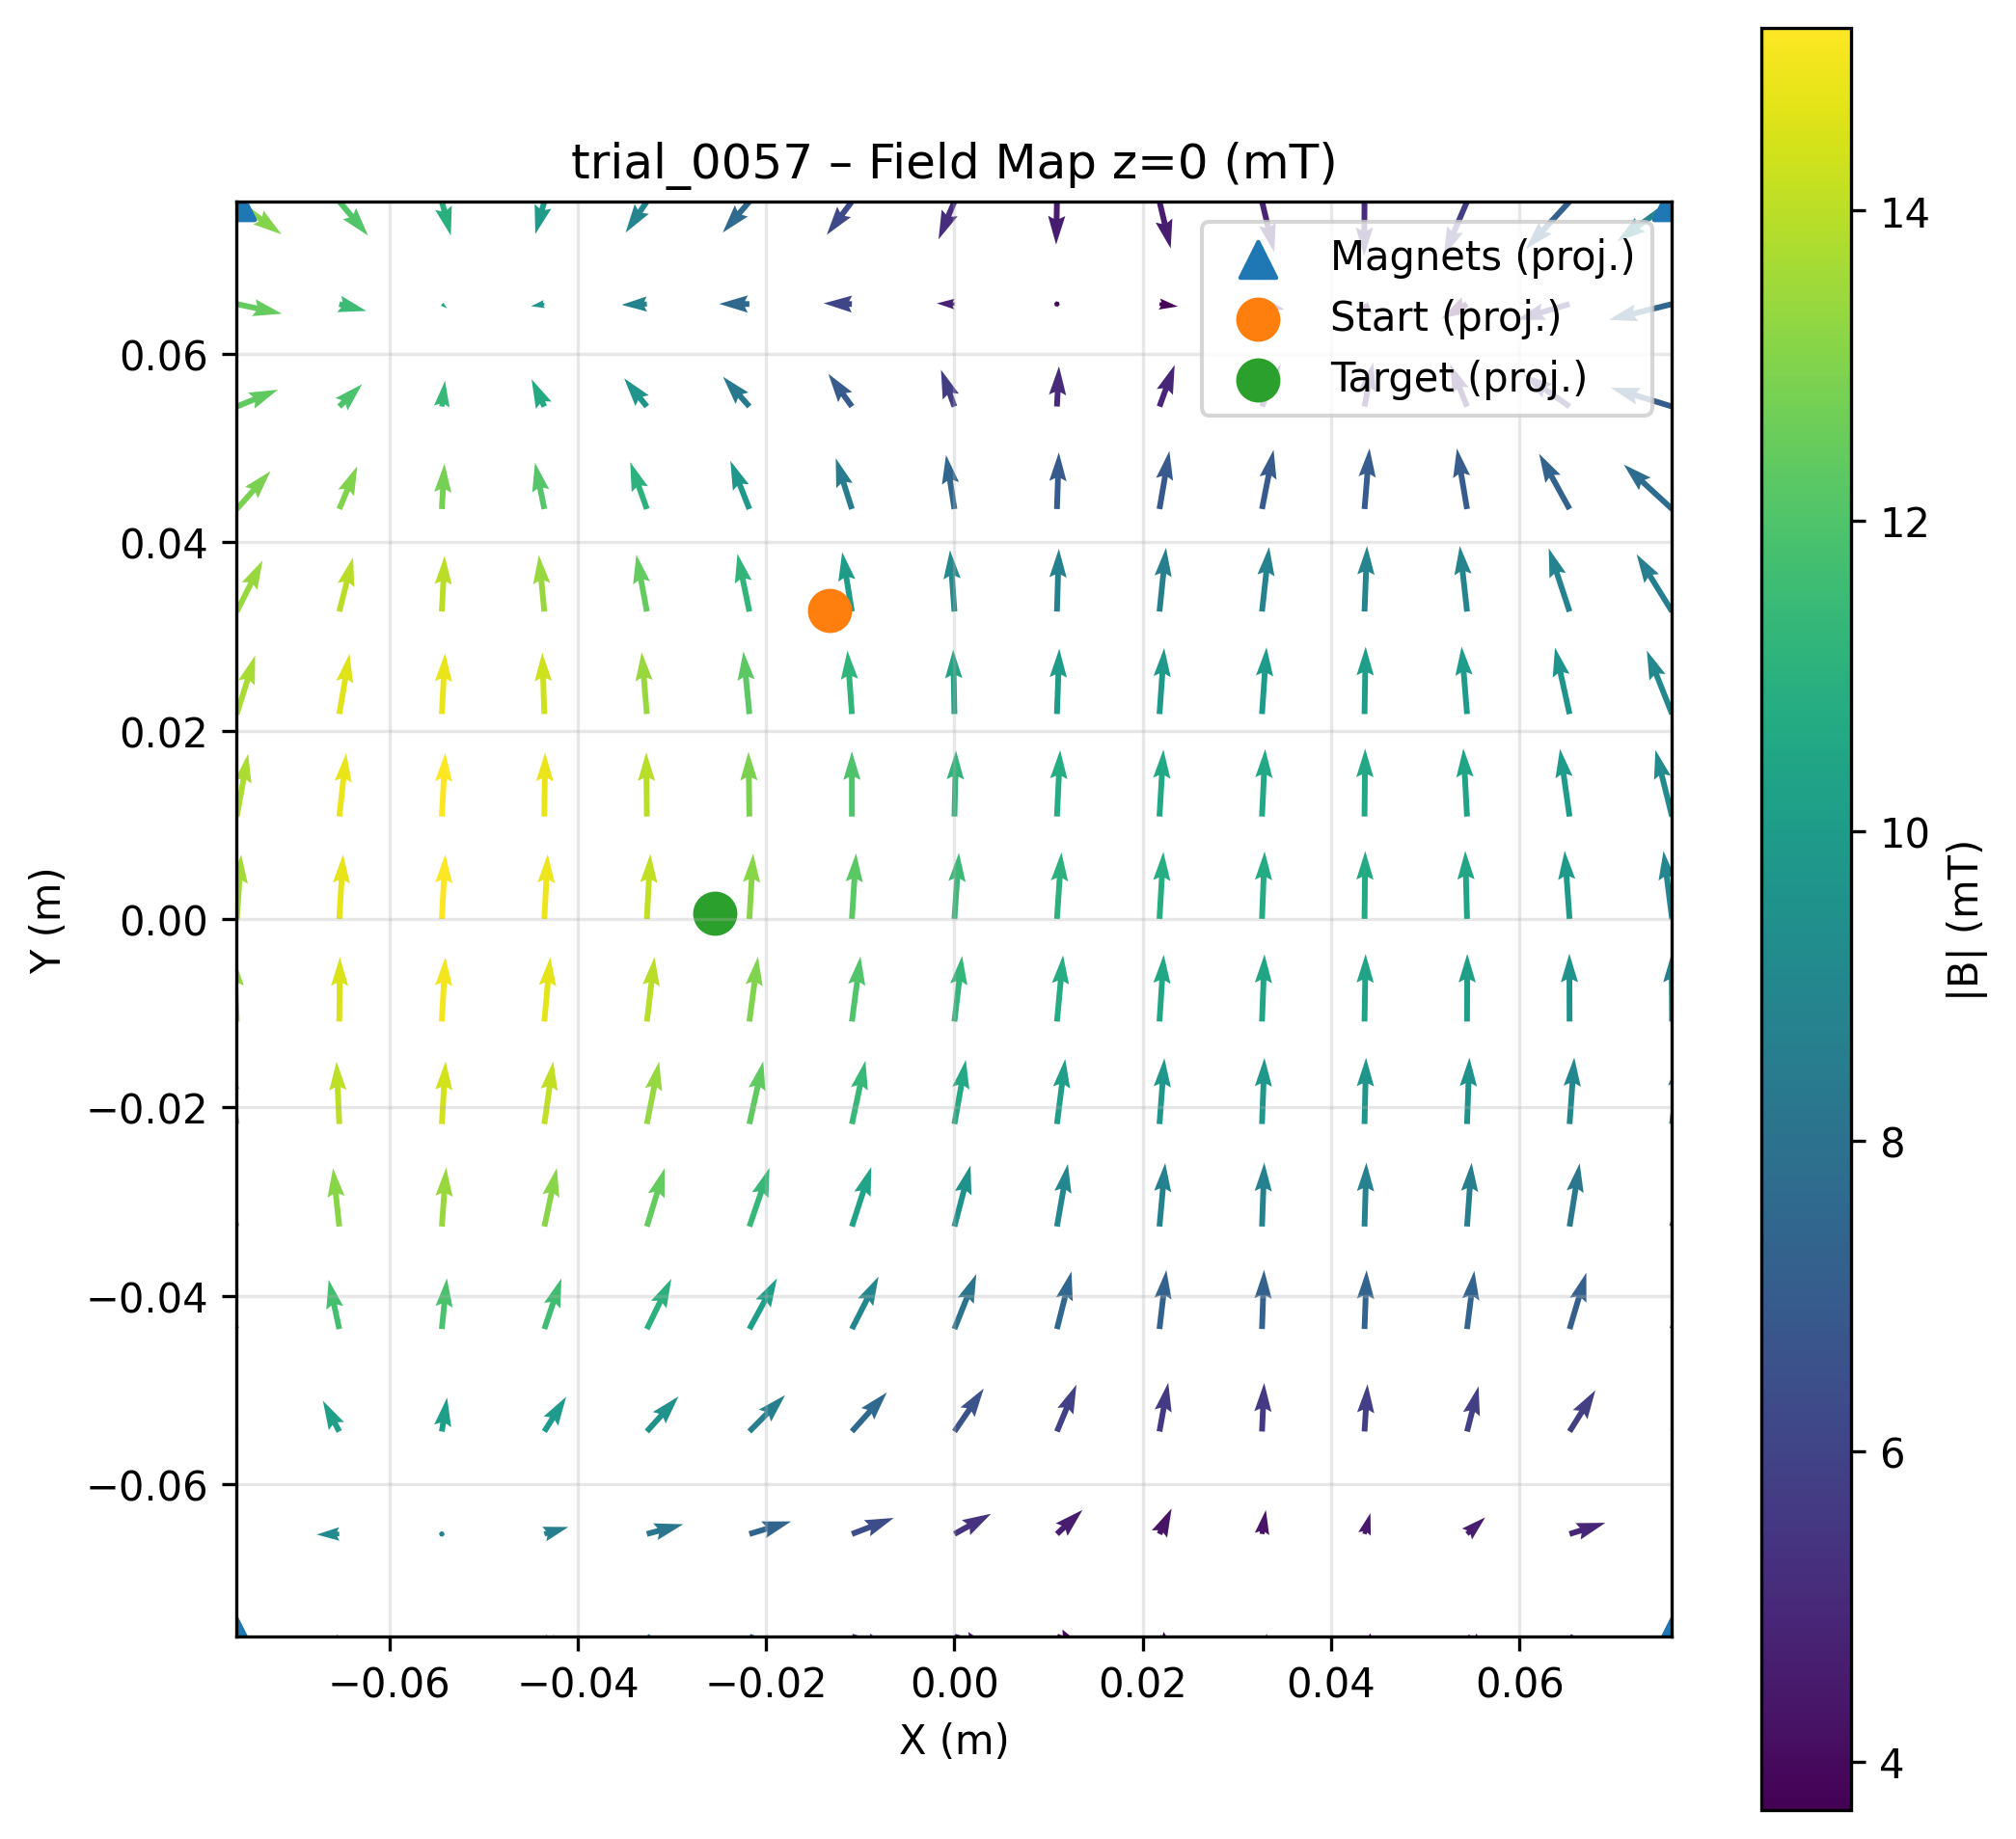 trial_0057 – Field Map z=0 (mT)
Magnets (proj.)
Start (proj.)
Target (proj.)
Y (m)
0.06
0.04
0.02
0.00
−0.02
−0.04
−0.06
−0.06 −0.04 −0.02 0.00 0.02 0.04 0.06
X (m)
14
12
10
8
6
4
|B| (mT)